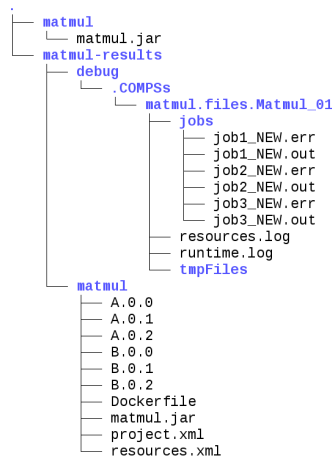 .
matmul
matmul.jar
matmul-results
debug
.COMPSs
matmul.files.Matmul_01
jobs
job1_NEW.err
job1_NEW.out
job2_NEW.err
job2_NEW.out
job3_NEW.err
job3_NEW.out
resources.log
runtime.log
tmpFiles
matmul
A.0.0
A.0.1
A.0.2
B.0.0
B.0.1
B.0.2
Dockerfile
matmul.jar
project.xml
resources.xml